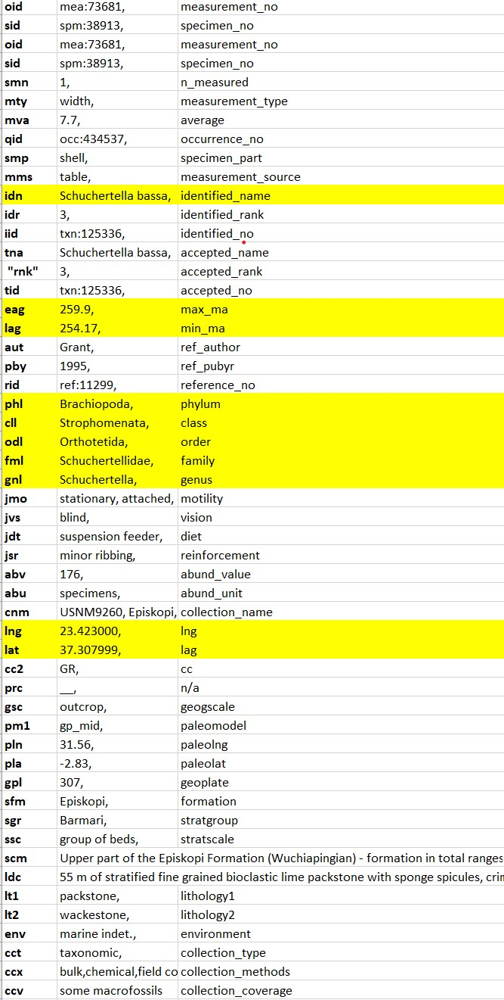 oid mea:73681, measurement_no
sid spm:38913, specimen_no
oid mea:73681, measurement_no
sid spm:38913, specimen_no
smn 1, n_measured
mty width, measurement_type
mva 7.7, average
qid occ:434537, occurrence_no
smp shell, specimen_part
mms table, measurement_source
idn Schuchertella bassa, identified_name
idr 3, identified_rank
iid txn:125336, identified_no
tna Schuchertella bassa, accepted_name
"rnk" 3, accepted_rank
tid txn:125336, accepted_no
eag 259.9, max_ma
lag 254.17, min_ma
aut Grant, ref_author
pby 1995, ref_pubyr
rid ref:11299, reference_no
phl Brachiopoda, phylum
cll Strophomenata, class
odl Orthotetida, order
fml Schuchertellidae, family
gnl Schuchertella, genus
jmo stationary, attached, motility
jvs blind, vision
jdt suspension feeder, diet
jsr minor ribbing, reinforcement
abv 176, abund_value
abu specimens, abund_unit
cnm USNM9260, Episkopi, collection_name
lng 23.423000, lng
lat 37.307999, lag
cc2 GR, cc
prc __, n/a
gsc outcrop, geogscale
pm1 gp_mid, paleomodel
pln 31.56, paleolng
pla -2.83, paleolat
gpl 307, geoplate
sfm Episkopi, formation
sgr Barmari, stratgroup
ssc group of beds, stratscale
scm Upper part of the Episkopi Formation (Wuchiapingian) - formation in total ranges
ldc 55 m of stratified fine grained bioclastic lime packstone with sponge spicules, crin
lt1 packstone, lithology1
lt2 wackestone, lithology2
env marine indet., environment
cct taxonomic, collection_type
ccx bulk,chemical,field co collection_methods
ccv some macrofossils collection_coverage